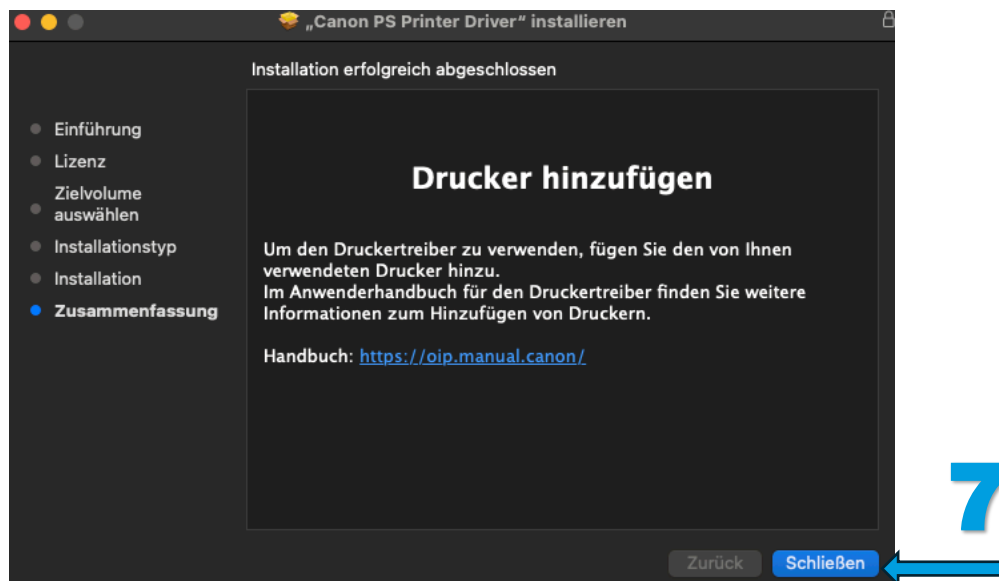 „Canon PS Printer Driver“ installieren
Installation erfolgreich abgeschlossen
Einführung
Lizenz
Zielvolume
auswählen
Installationstyp
Installation
Zusammenfassung
Drucker hinzufügen
Um den Druckertreiber zu verwenden, fügen Sie den von Ihnen
verwendeten Drucker hinzu.
Im Anwenderhandbuch für den Druckertreiber finden Sie weitere
Informationen zum Hinzufügen von Druckern.
Handbuch: https://oip.manual.canon/
7
Zurück
Schließen